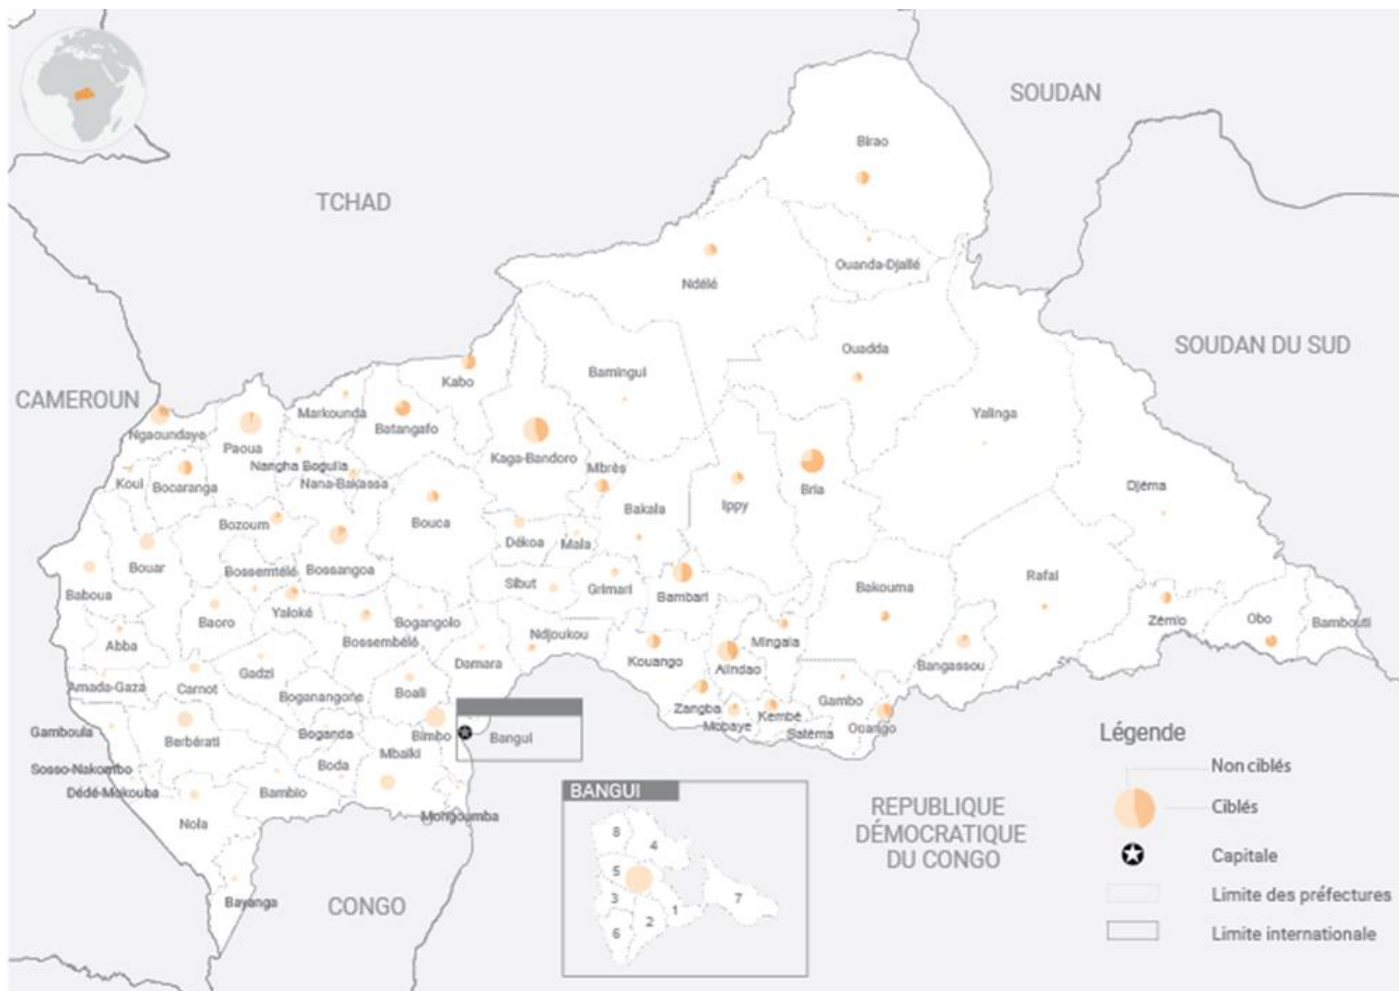 SOUDAN
Birao
TCHAD
Ouanda-Djallé
Ndélé
Ouadda
SOUDAN DU SUD
Kabo
Bamingui
CAMEROUN
Markounda
Yalinga
Batangafo
Ngaoundaye
Paoua
Kaga-Bandoro
Nangha Boguila
Mbrès
Koui
Bocaranga
Nana-Bakassa
Bria
Djéma
Ippy
Bakala
Bozoum
Bouca
Dékoa
Mala
Bouar
Bossemtélé
Bossangoa
Rafai
Sibut
Grimari
Bakouma
Baboua
Bambari
Yaloké
Obo
Zémio
Bambouti
Baoro
Bogangolo
Ndjoukou
Bossembélé
Mingala
Abba
Kouango
Damara
Alindao
Bangassou
Gadzi
Amada-Gaza
Carnot
Boali
Boganangone
Gambo
Zangba
Kembé
Mobaye
Satéma
Ouango
Gamboula
Boganda
Bimbo
Bangui
Berbérati
Mbaïki
Boda
Sosso-Nakombo
Dédé-Mokouba
Bambio
Nola
Mongoumba
Bayanga
CONGO
BANGUI
8
4
5
3
1
7
2
6
REPUBLIQUE
DÉMOCRATIQUE
DU CONGO
Légende
Non ciblés
Ciblés
Capitale
Limite des préfectures
Limite internationale